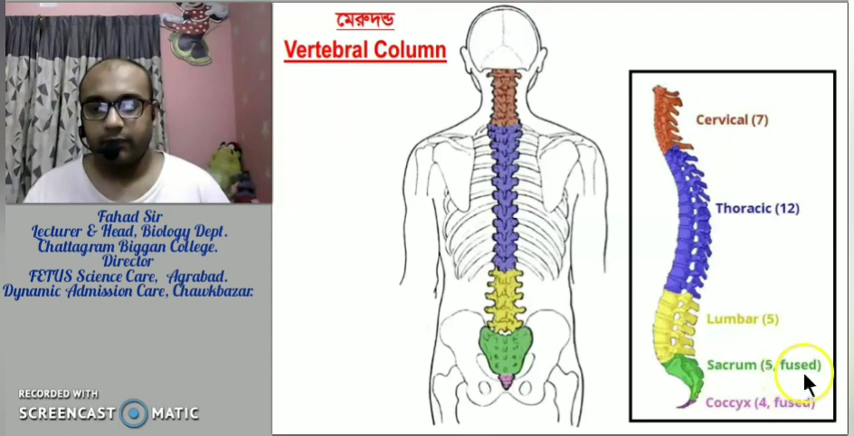 মেরুদন্ড
Vertebral Column
Cervical (7)
Thoracic (12)
Lumbar (5)
Sacrum (5, fused)
Coccyx (4, fused)
Fahad Sir
Lecturer & Head, Biology Dept.
Chattagram Biggan College.
Director
FETUS Science Care, Agrabad.
Dynamic Admission Care, Chawkbazar.
RECORDED WITH
SCREENCAST MATIC